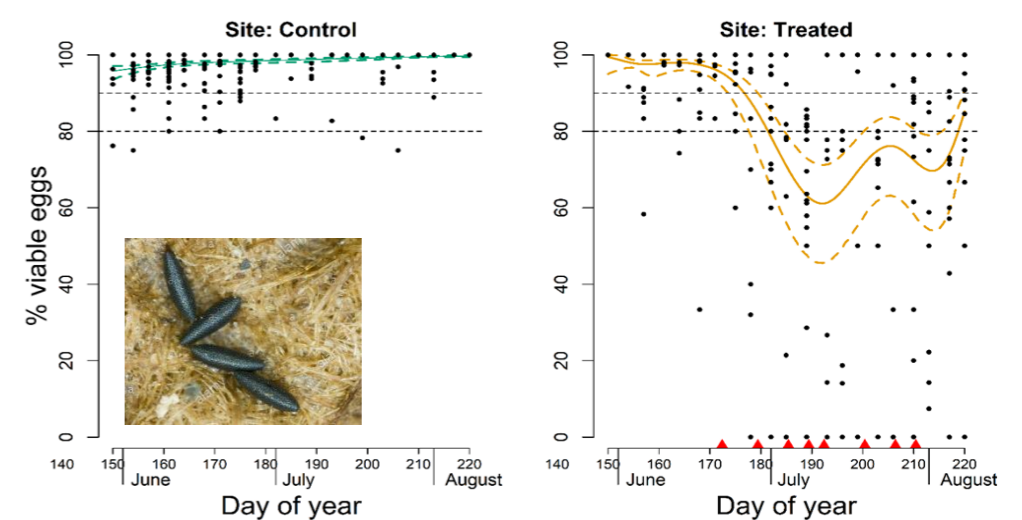 Site: Control
% viable eggs
100
80
60
40
20
0
140 150 160 170 180 190 200 210 220
June July August
Day of year
Site: Treated
100
80
60
40
20
0
140 150 160 170 180 190 200 210 220
June July August
Day of year